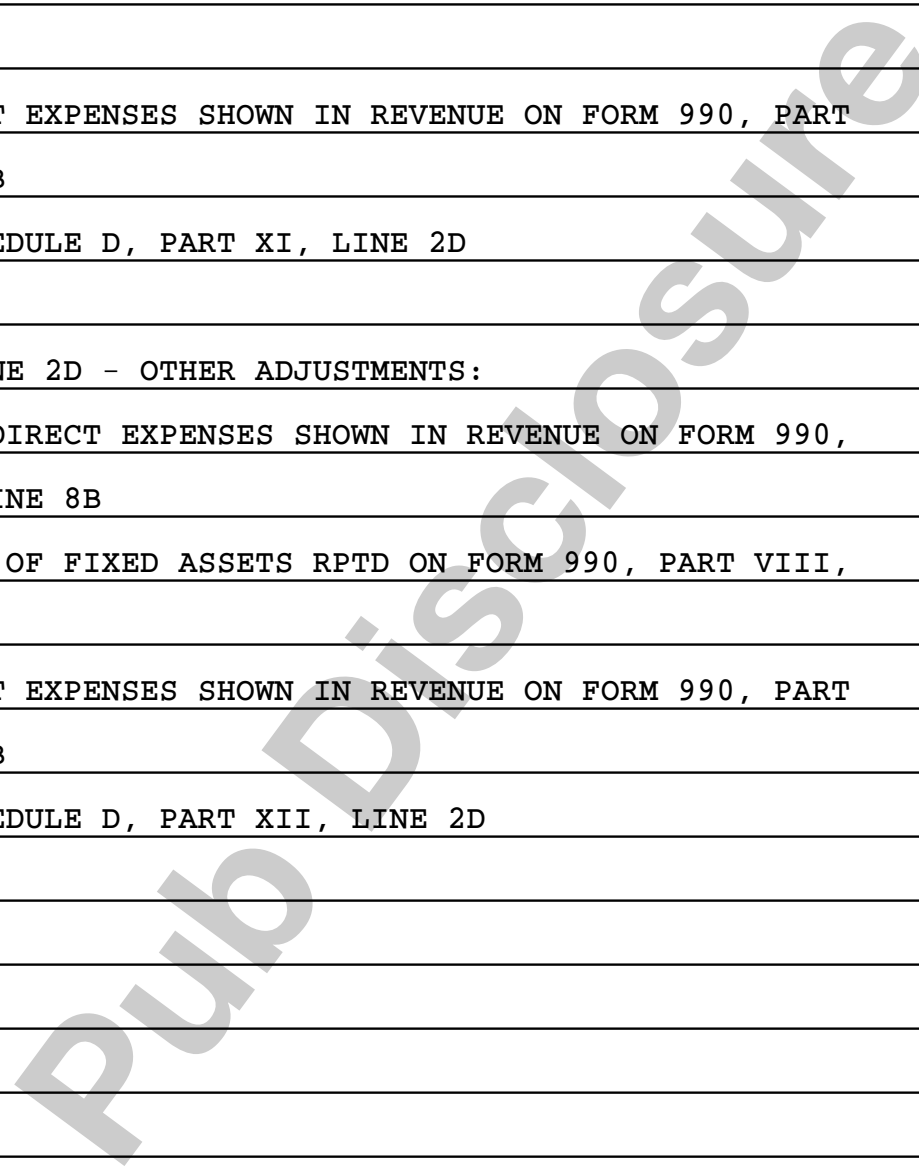 EXPENSES SHOWN IN REVENUE ON FORM 990, PART
B
EDULE D, PART XI, LINE 2D
NE 2D - OTHER ADJUSTMENTS:
DIRECT EXPENSES SHOWN IN REVENUE ON FORM 990,
INE 8B
OF FIXED ASSETS RPTD ON FORM 990, PART VIII,
EXPENSES SHOWN IN REVENUE ON FORM 990, PART
B
EDULE D, PART XII, LINE 2D
Pub Disclosure